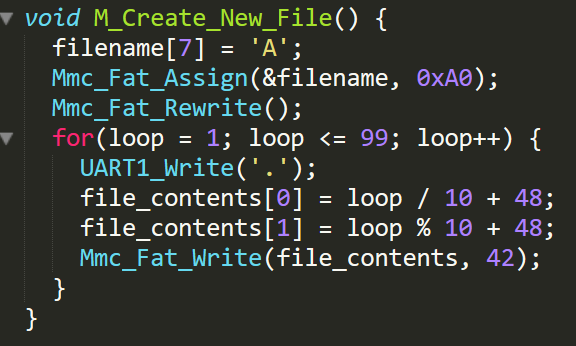 void M_Create_New_File() {
filename[7] = 'A';
Mmc_Fat_Assign(&filename, 0xA0);
Mmc_Fat_Rewrite();
for(loop = 1; loop <= 99; loop++) {
UART1_Write('.');
file_contents[0] = loop / 10 + 48;
file_contents[1] = loop % 10 + 48;
Mmc_Fat_Write(file_contents, 42);
}
}